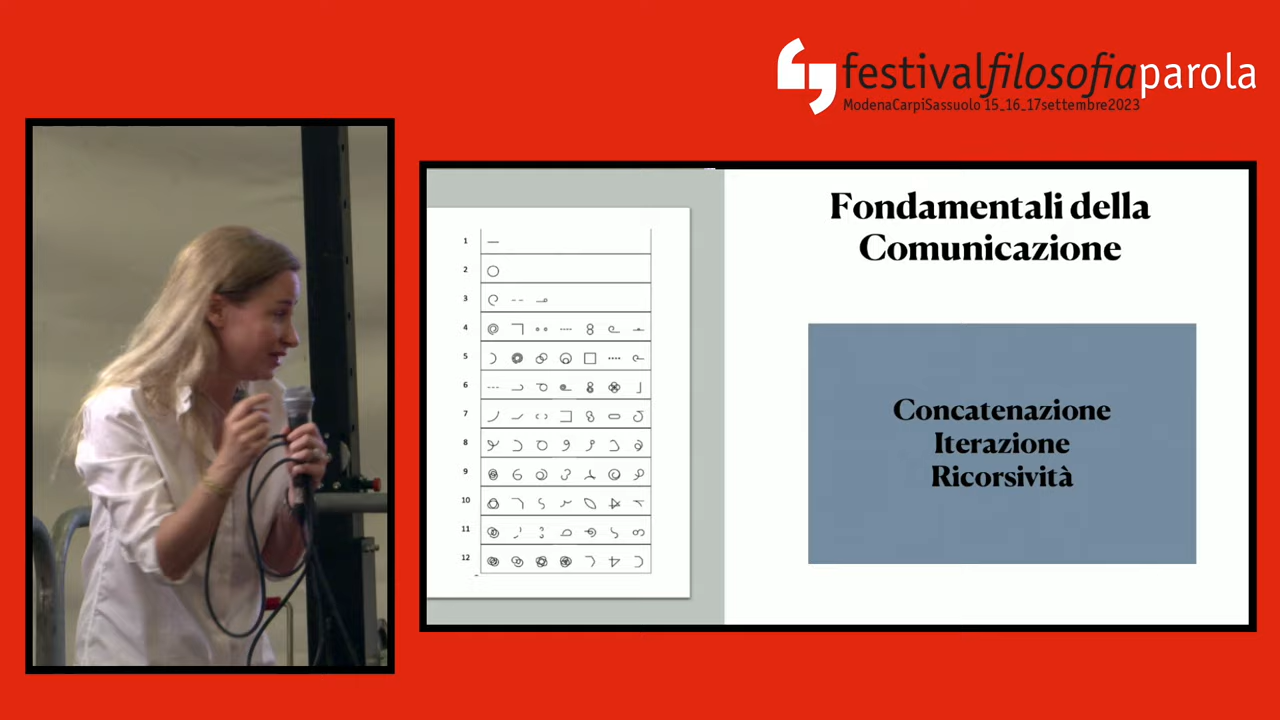 festivalfilosofiaparola
ModenaCarpiSassuolo 15_16_17settembre2023
Fondamentali della
Comunicazione
Concatenazione
Iterazione
Ricorsività
1
2
3
4
5
6
7
8
9
10
11
12